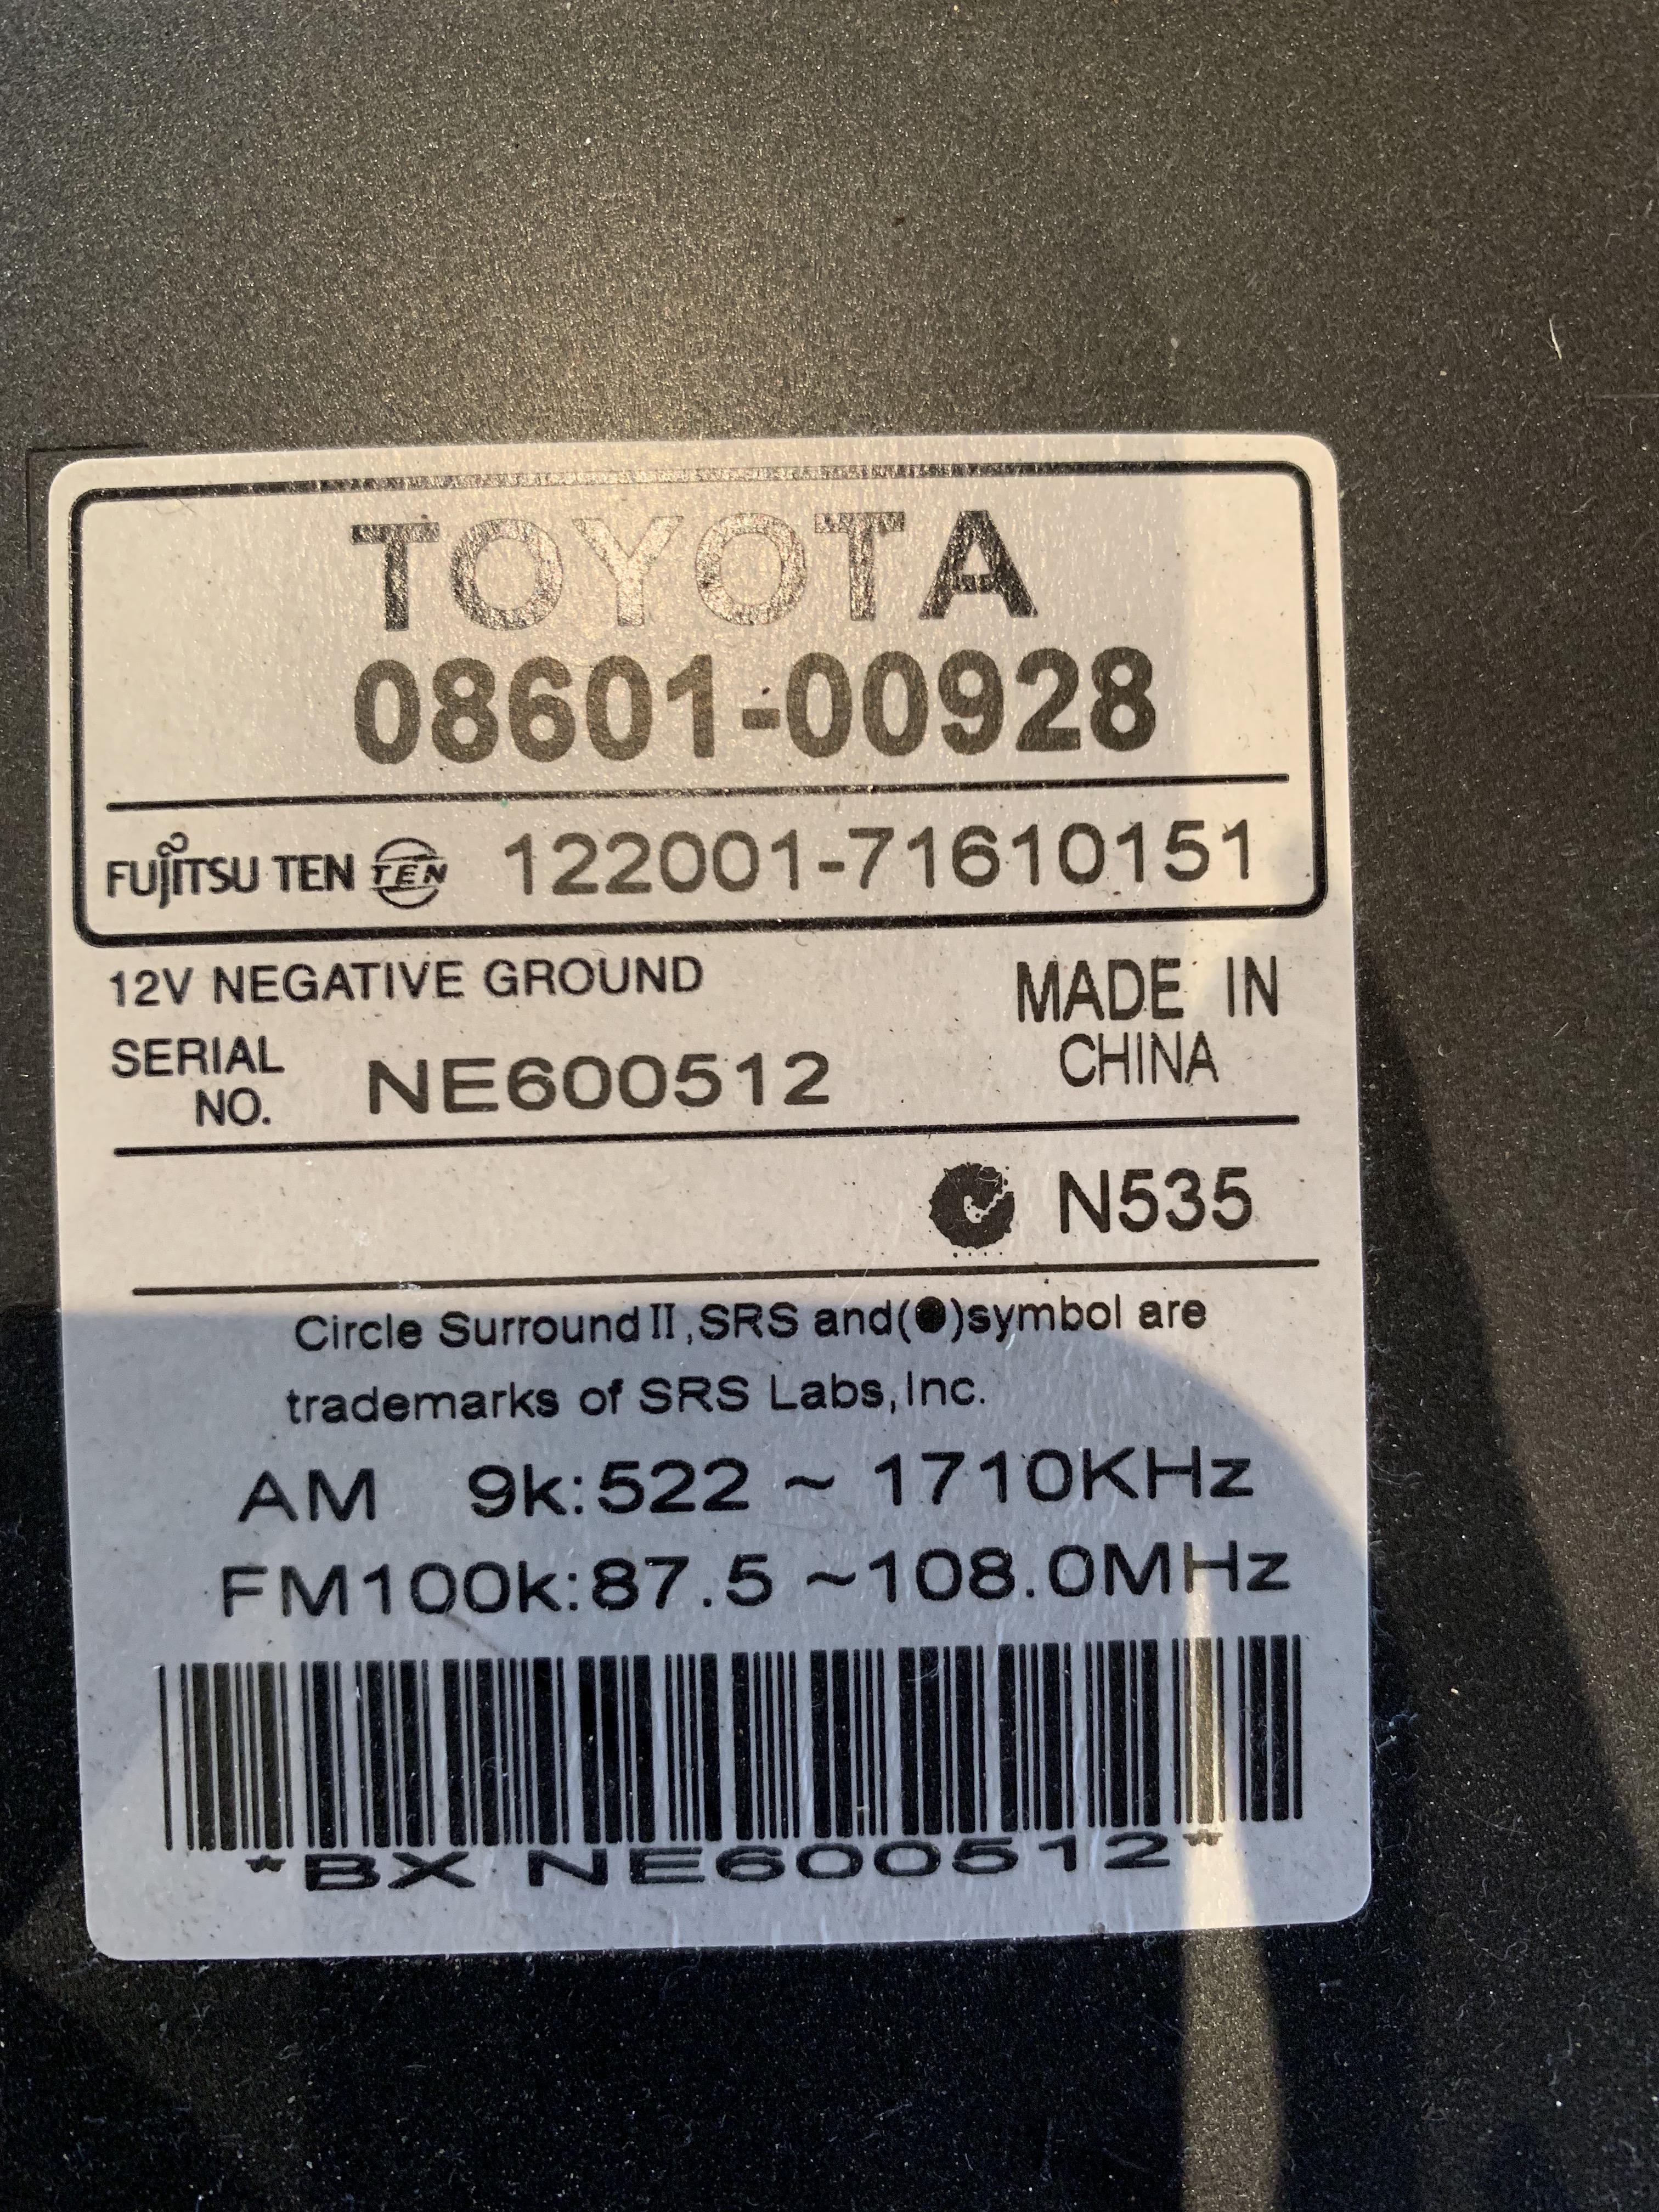 TOYOTA
08601-00928
FUJITSU TEN TEN 122001-71610151
12V NEGATIVE GROUND
MADE IN
CHINA
SERIAL
NO. NE600512
N535
Circle Surround II,SRS and(●)symbol are
trademarks of SRS Labs,Inc.
AM 9k:522 ~ 1710KHz
FM100k:87.5 ~108.0MHz
*BX NE600512*